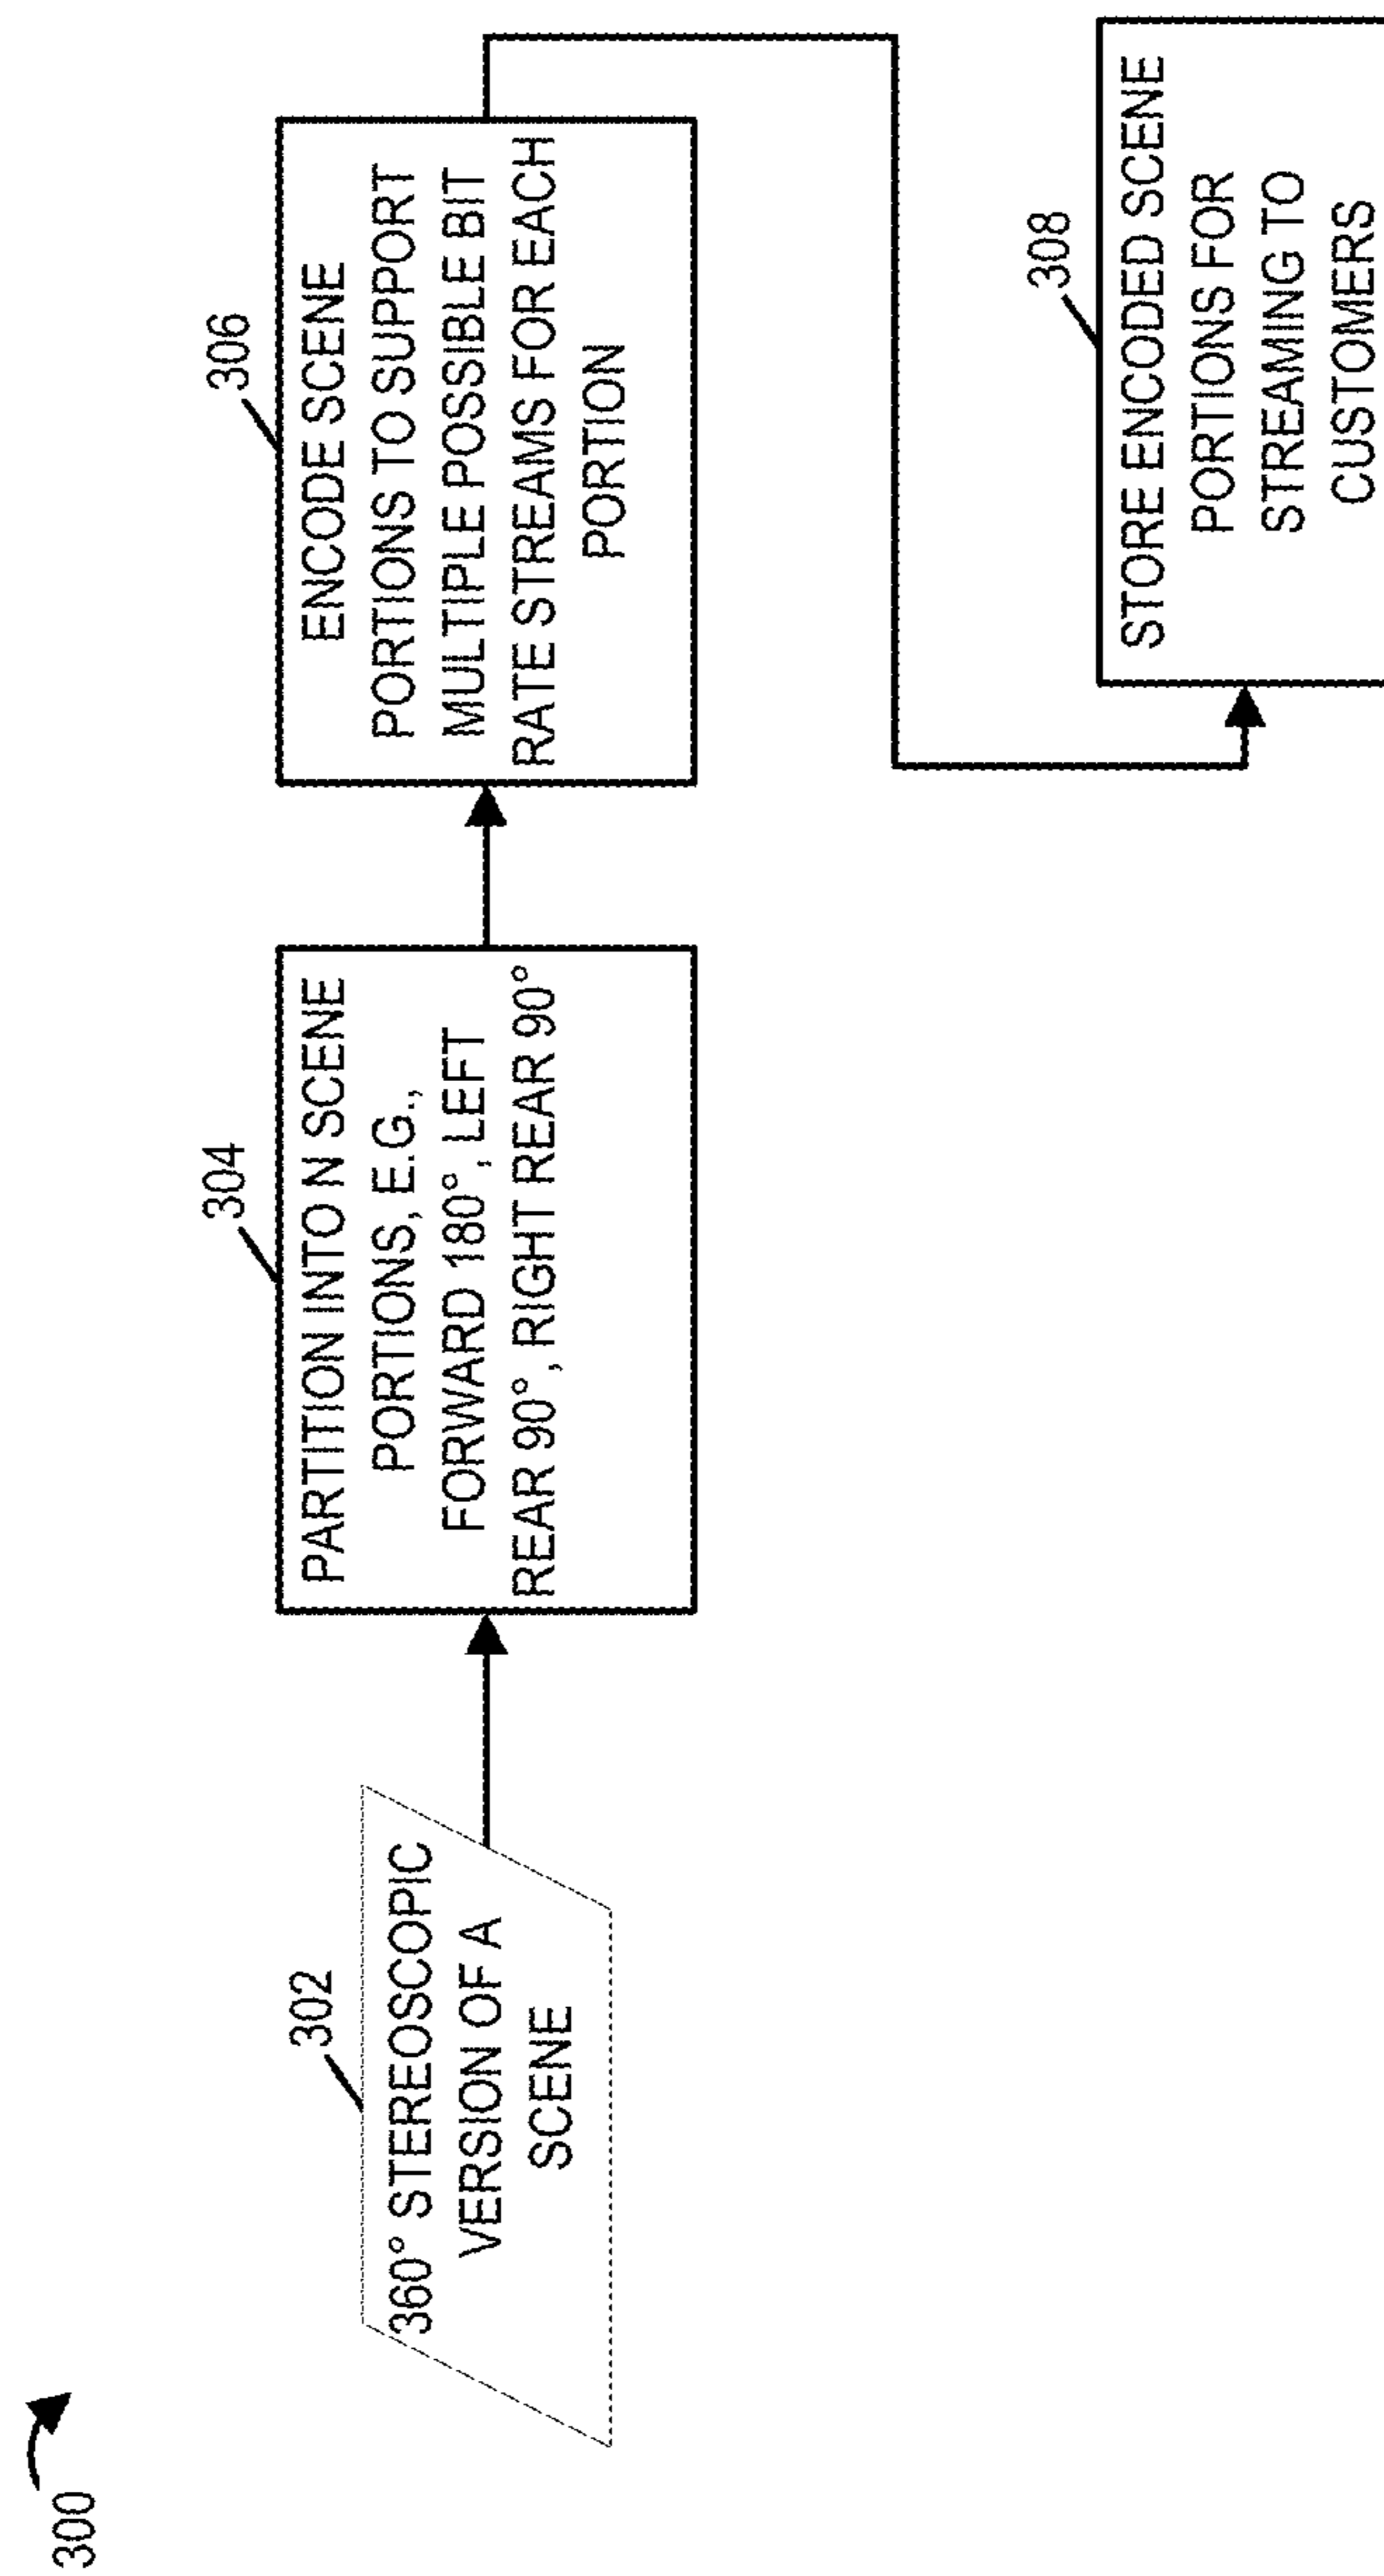 300
302
360° STEREOSCOPIC
VERSION OF A
SCENE
304
PARTITION INTO N SCENE
PORTIONS, E.G.,
FORWARD 180°, LEFT
REAR 90°, RIGHT REAR 90°
306
ENCODE SCENE
PORTIONS TO SUPPORT
MULTIPLE POSSIBLE BIT
RATE STREAMS FOR EACH
PORTION
308
STORE ENCODED SCENE
PORTIONS FOR
STREAMING TO
CUSTOMERS